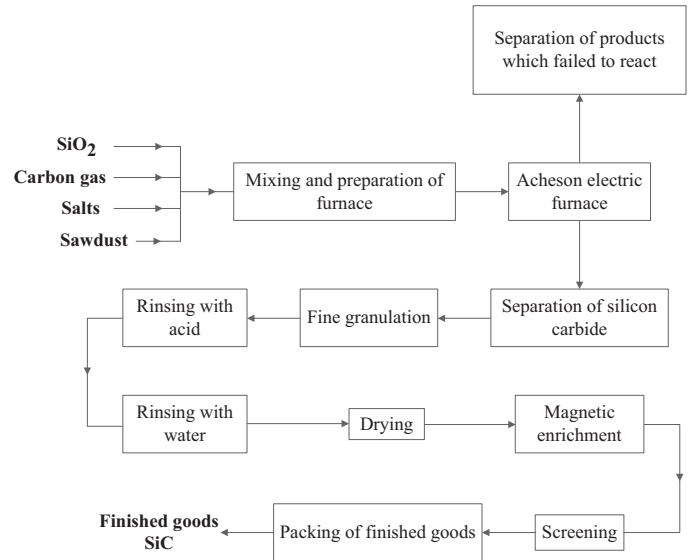 Separation of products
which failed to react
SiO2
Carbon gas
Salts
Sawdust
Mixing and preparation of
furnace
Acheson electric
furnace
Rinsing with
acid
Fine granulation
Separation of silicon
carbide
Rinsing with
water
Drying
Magnetic
enrichment
Finished goods
SiC
Packing of finished goods
Screening